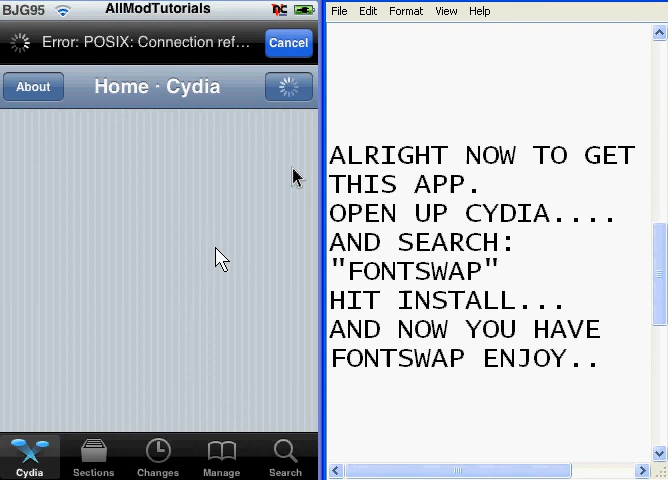 BJG95
AllModTutorials
Error: POSIX: Connection ref...
Cancel
About
Home · Cydia
Cydia
Sections
Changes
Manage
Search
File Edit Format View Help
ALRIGHT NOW TO GET
THIS APP.
OPEN UP CYDIA....
AND SEARCH:
"FONTSWAP"
HIT INSTALL...
AND NOW YOU HAVE
FONTSWAP ENJOY..